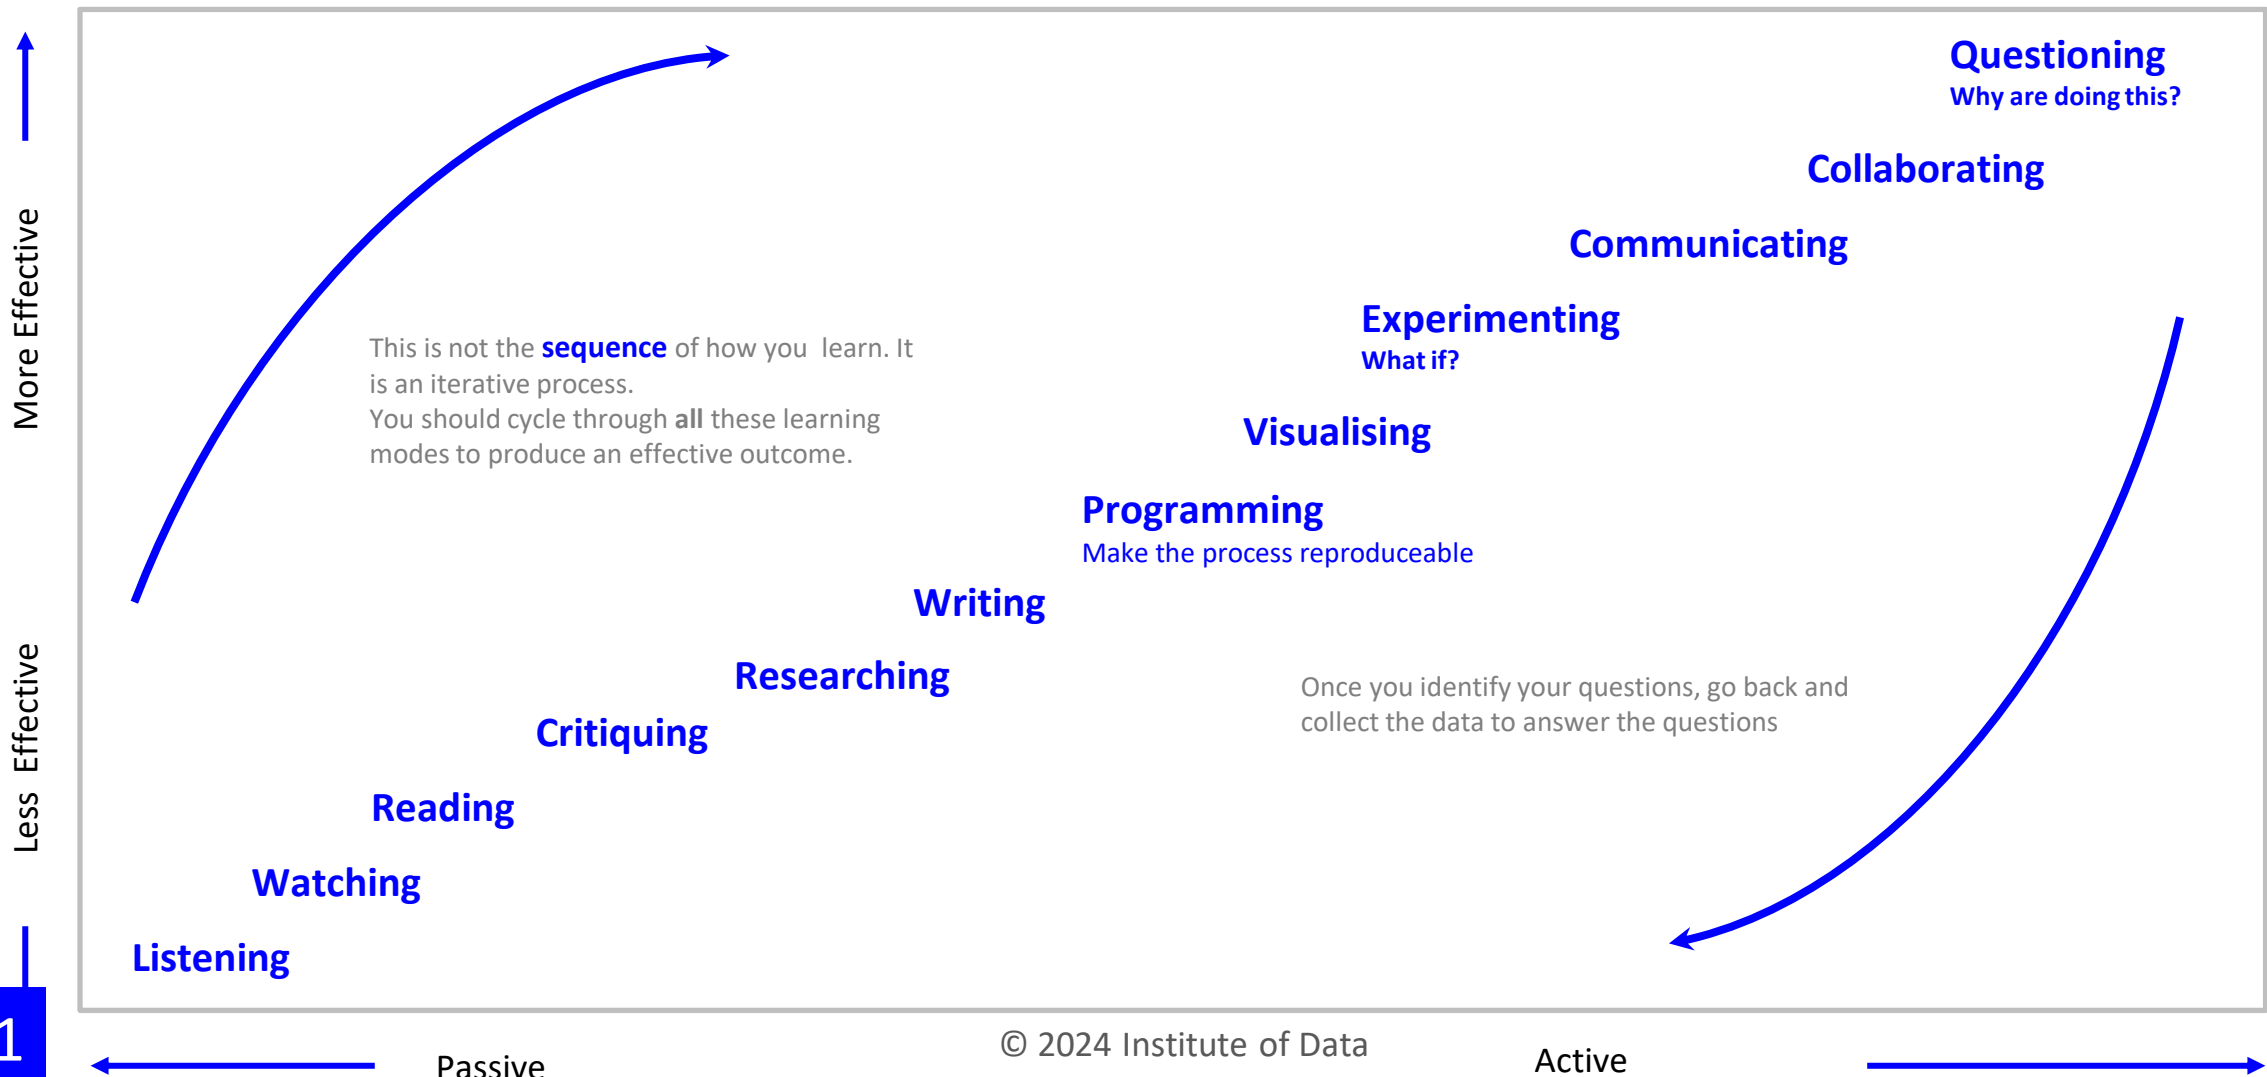 Questioning
Why are doing this?
Collaborating
Communicating
Experimenting
What if?
This is not the sequence of how you learn. It
is an iterative process.
You should cycle through all these learning
modes to produce an effective outcome.
Visualising
Programming
Make the process reproduceable
Writing
Researching
Once you identify your questions, go back and
collect the data to answer the questions
Critiquing
Reading
Watching
Listening
More Effective
Less Effective
1
© 2024 Institute of Data
Passive
Active